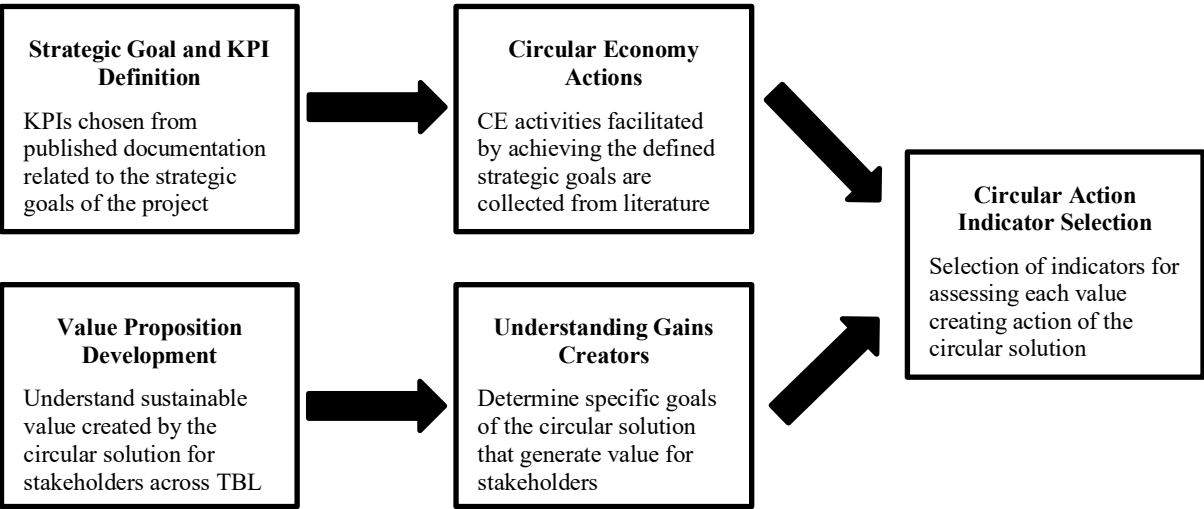 Strategic Goal and KPI
Definition
KPIs chosen from
published documentation
related to the strategic
goals of the project
Circular Economy
Actions
CE activities facilitated
by achieving the defined
strategic goals are
collected from literature
Value Proposition
Development
Understand sustainable
value created by the
circular solution for
stakeholders across TBL
Understanding Gains
Creators
Determine specific goals
of the circular solution
that generate value for
stakeholders
Circular Action
Indicator Selection
Selection of indicators for
assessing each value
creating action of the
circular solution